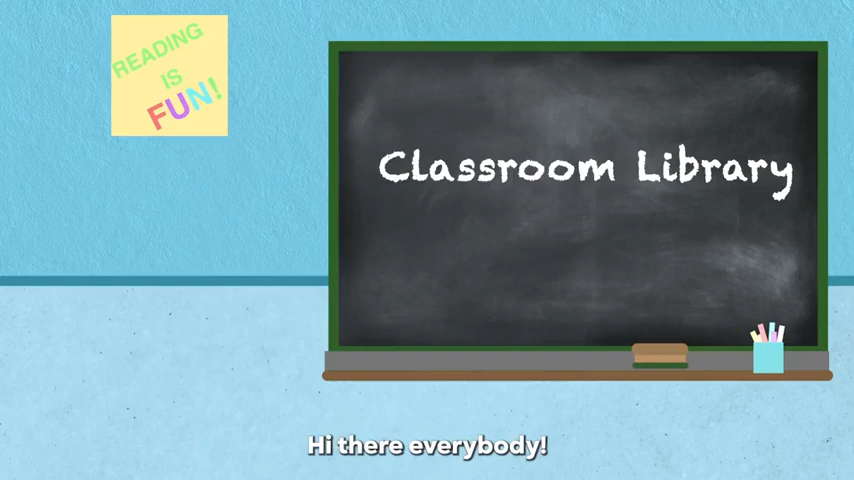 READING
IS
FUN!
Classroom Library
Hi there everybody!